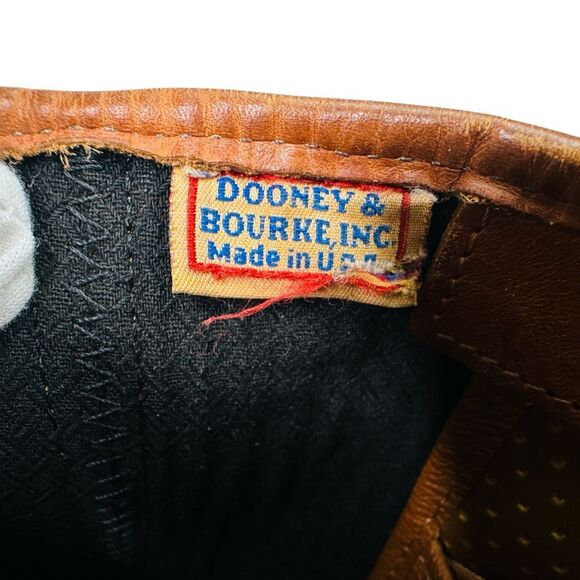 DOONEY &
BOURKE, INC.
Made in U.S.A.